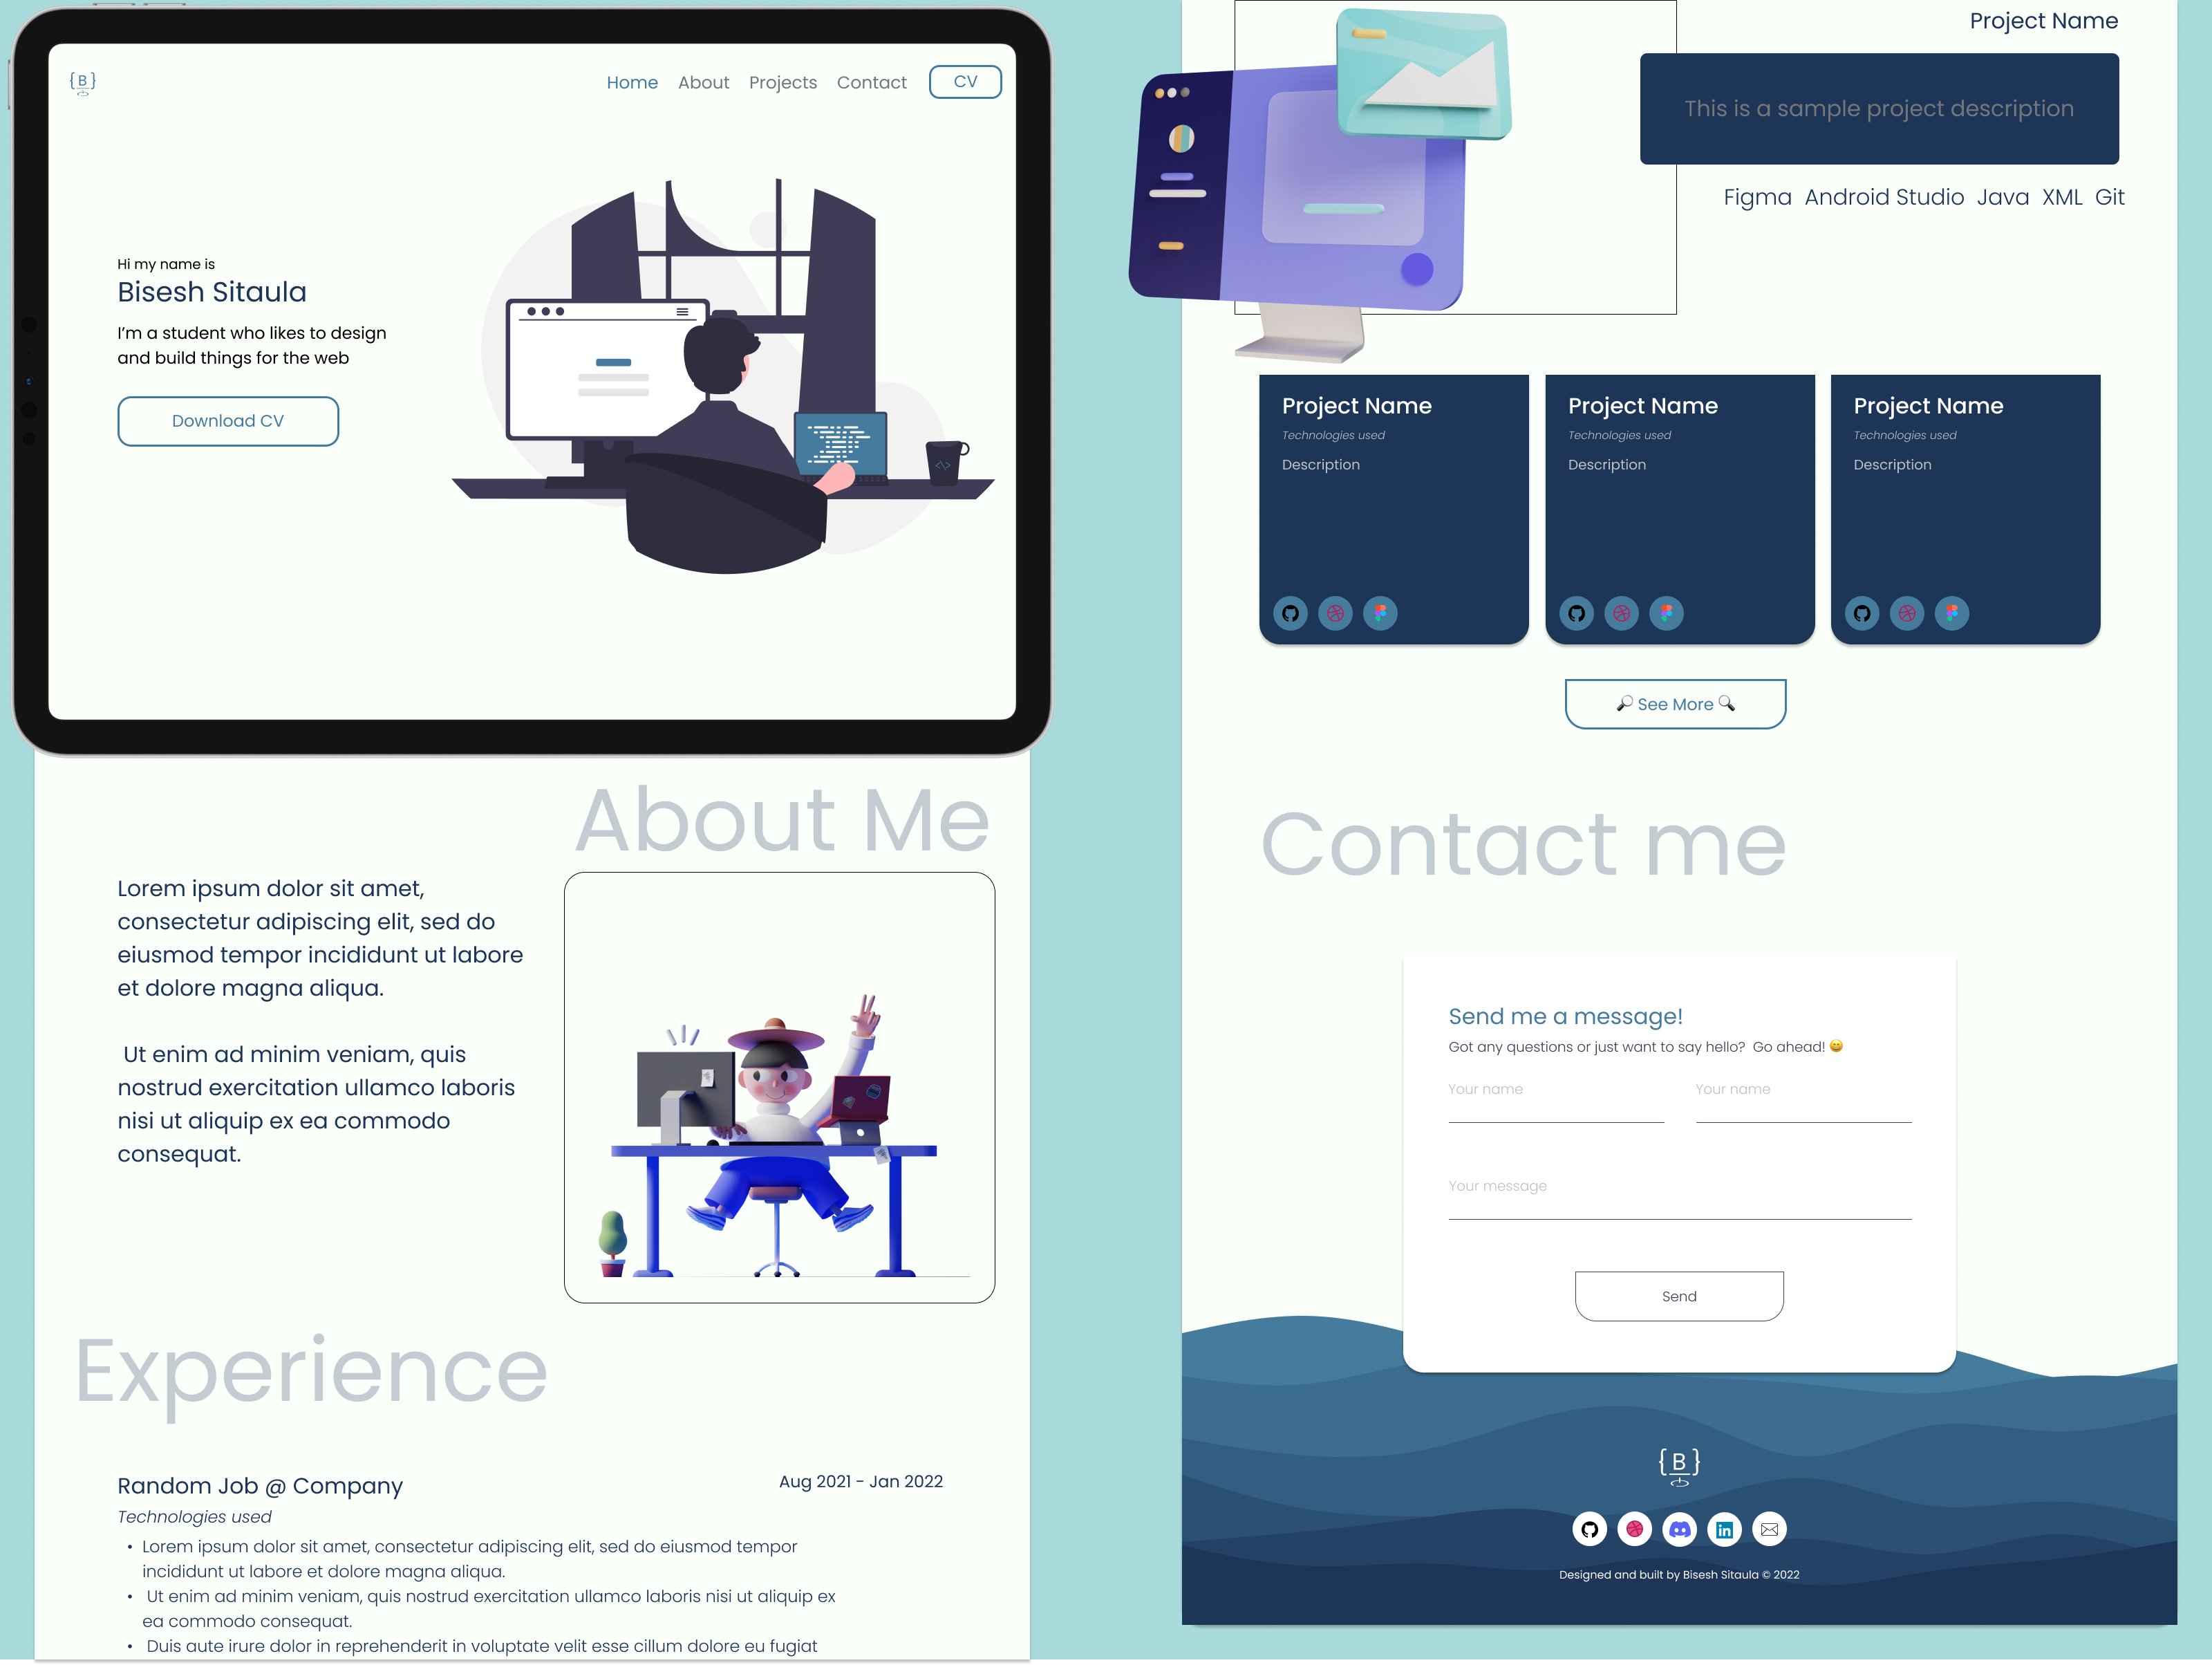 {B}
Home About Projects Contact CV
Hi my name is
Bisesh Sitaula
I'm a student who likes to design
and build things for the web
Download CV
About Me
Lorem ipsum dolor sit amet,
consectetur adipiscing elit, sed do
eiusmod tempor incididunt ut labore
et dolore magna aliqua.
Ut enim ad minim veniam, quis
nostrud exercitation ullamco laboris
nisi ut aliquip ex ea commodo
consequat.
Experience
Random Job @ Company
Aug 2021 - Jan 2022
Technologies used
• Lorem ipsum dolor sit amet, consectetur adipiscing elit, sed do eiusmod tempor
incididunt ut labore et dolore magna aliqua.
• Ut enim ad minim veniam, quis nostrud exercitation ullamco laboris nisi ut aliquip ex
ea commodo consequat.
• Duis aute irure dolor in reprehenderit in voluptate velit esse cillum dolore eu fugiat
Project Name
This is a sample project description
Figma Android Studio Java XML Git
Project Name
Technologies used
Description
Project Name
Technologies used
Description
Project Name
Technologies used
Description
🔎 See More 🔍
Contact me
Send me a message!
Got any questions or just want to say hello? Go ahead! 😀
Your name Your name
Your message
Send
{B}
in
Designed and built by Bisesh Sitaula © 2022